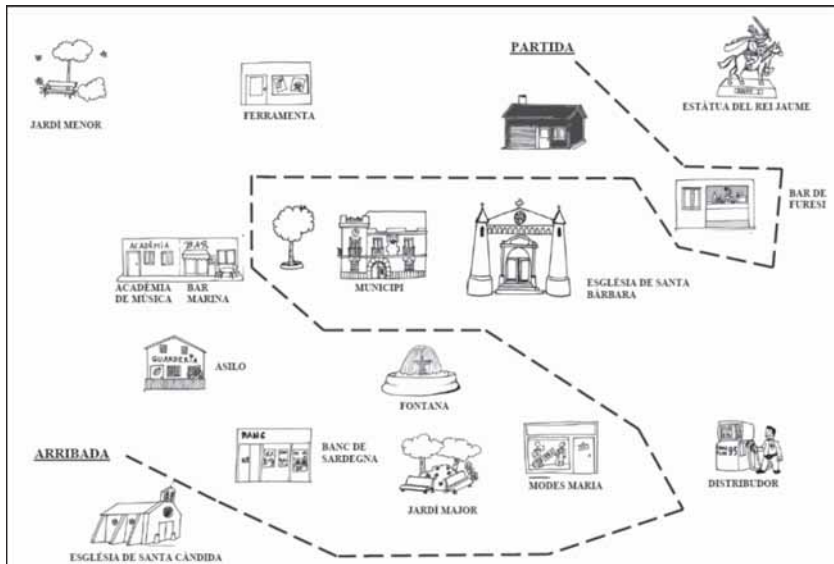 PARTIDA
ESTÀTUA DEL REI JAUME
JARDÍ MENOR
FERRAMENTA
BAR DE
FURESI
ACADÈMIA
BAR
ACADÈMIA
DE MÚSICA
BAR
MARINA
MUNICIPI
ESGLÉSIA DE SANTA
BÀRBARA
GUARDERIA
ASILO
FONTANA
BANC
BANC DE
SARDEGNA
ARRIBADA
JARDÍ MAJOR
MODES MARIA
95
DISTRIBUDOR
ESGLÉSIA DE SANTA CÀNDIDA